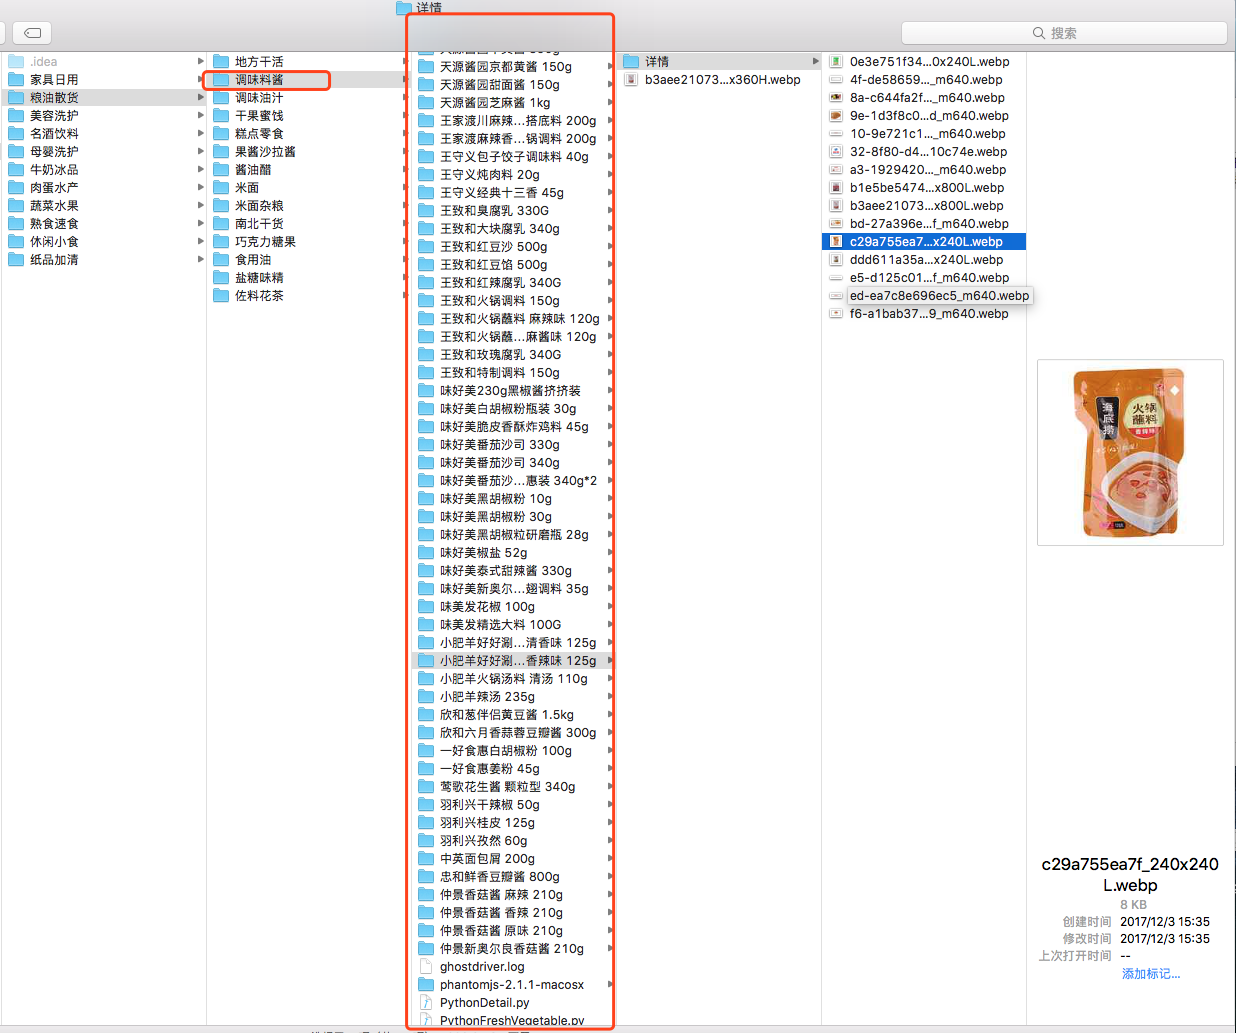 详情
搜索
.idea
家具日用
粮油散货
美容洗护
名酒饮料
母婴洗护
牛奶冰品
肉蛋水产
蔬菜水果
熟食速食
休闲小食
纸品加清
地方干活
调味料酱
调味油汁
干果蜜饯
糕点零食
果酱沙拉酱
酱油醋
米面
米面杂粮
南北干货
巧克力糖果
食用油
盐糖味精
佐料花茶
天源酱园京都黄酱 150g
天源酱园甜面酱 150g
天源酱园芝麻酱 1kg
王家渡川麻辣...搭底料 200g
王家渡麻辣香...锅调料 200g
王守义包子饺子调味料 40g
王守义炖肉料 20g
王守义经典十三香 45g
王致和臭腐乳 330G
王致和大块腐乳 340g
王致和红豆沙 500g
王致和红豆馅 500g
王致和红辣腐乳 340G
王致和火锅调料 150g
王致和火锅蘸料 麻辣味 120g
王致和火锅蘸...麻酱味 120g
王致和玫瑰腐乳 340G
王致和特制调料 150g
味好美230g黑椒酱挤挤装
味好美白胡椒粉瓶装 30g
味好美脆皮香酥炸鸡料 45g
味好美番茄沙司 330g
味好美番茄沙司 340g
味好美番茄沙...惠装 340g*2
味好美黑胡椒粉 10g
味好美黑胡椒粉 30g
味好美黑胡椒粒研磨瓶 28g
味好美椒盐 52g
味好美泰式甜辣酱 330g
味好美新奥尔...翅调料 35g
味美发花椒 100g
味美发精选大料 100G
小肥羊好好涮...清香味 125g
小肥羊好好涮...香辣味 125g
小肥羊火锅汤料 清汤 110g
小肥羊辣汤 235g
欣和葱伴侣黄豆酱 1.5kg
欣和六月香蒜蓉豆瓣酱 300g
一好食惠白胡椒粉 100g
一好食惠姜粉 45g
莺歌花生酱 颗粒型 340g
羽利兴干辣椒 50g
羽利兴桂皮 125g
羽利兴孜然 60g
中英面包屑 200g
忠和鲜香豆瓣酱 800g
仲景香菇酱 麻辣 210g
仲景香菇酱 香辣 210g
仲景香菇酱 原味 210g
仲景新奥尔良香菇酱 210g
ghostdriver.log
phantomjs-2.1.1-macosx
PythonDetail.py
PythonFreshVegetable.py
详情
b3aee21073...x360H.webp
0e3e751f34...0x240L.webp
4f-de58659..._m640.webp
8a-c644fa2f..._m640.webp
9e-1d3f8c0...d_m640.webp
10-9e721c1..._m640.webp
32-8f80-d4...10c74e.webp
a3-1929420..._m640.webp
b1e5be5474...x800L.webp
b3aee21073...x800L.webp
bd-27a396e...f_m640.webp
c29a755ea7...x240L.webp
ddd611a35a...x240L.webp
e5-d125c01...f_m640.webp
ed-ea7c8e696ec5_m640.webp
f6-a1bab37...9_m640.webp
海底捞
火锅
蘸料
香辣味
c29a755ea7f_240x240
L.webp
8 KB
创建时间 2017/12/3 15:35
修改时间 2017/12/3 15:35
上次打开时间 --
添加标记...